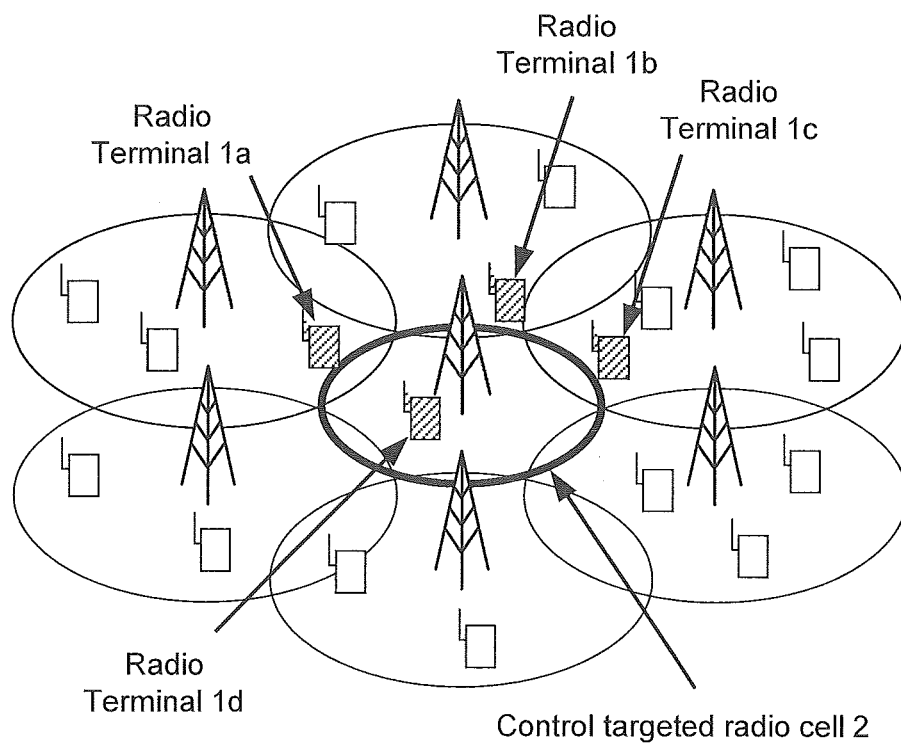 Radio
Terminal 1b
Radio
Terminal 1a
Radio
Terminal 1c
Radio
Terminal 1d
Control targeted radio cell 2